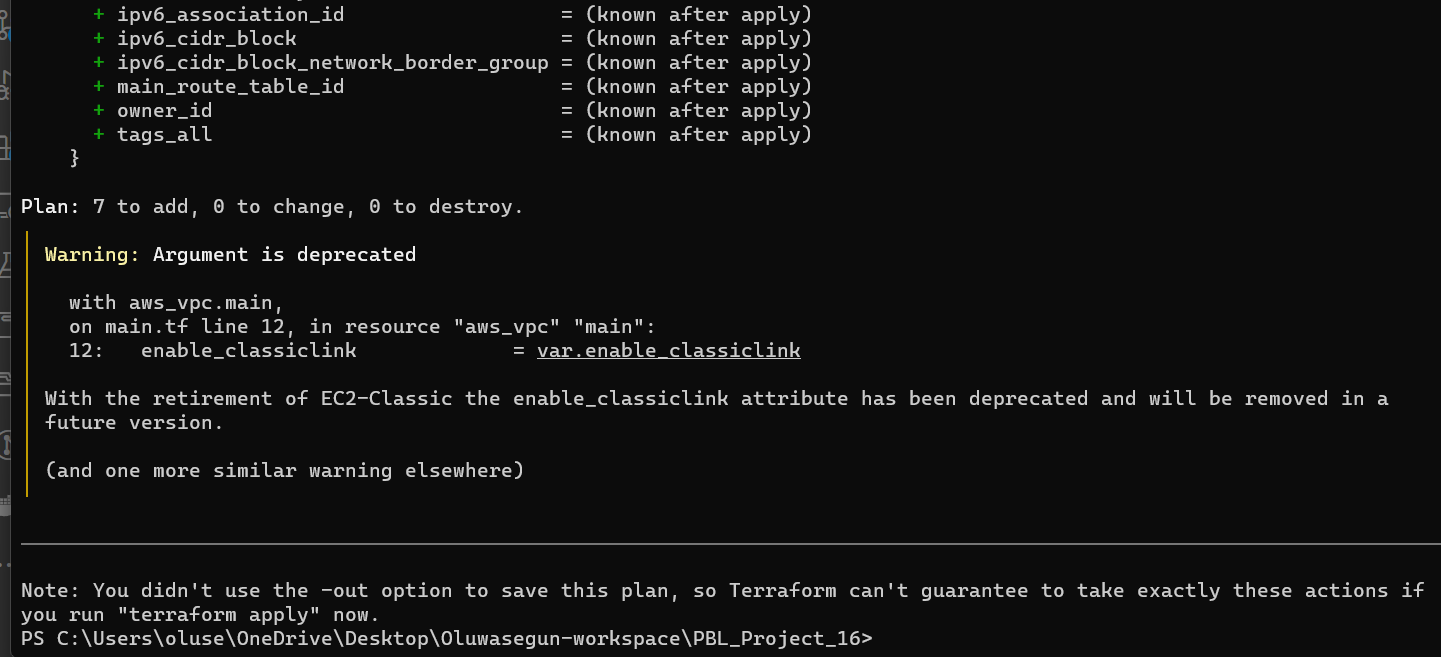 + ipv6_association_id                  = (known after apply)
+ ipv6_cidr_block                      = (known after apply)
+ ipv6_cidr_block_network_border_group = (known after apply)
+ main_route_table_id                  = (known after apply)
+ owner_id                             = (known after apply)
+ tags_all                             = (known after apply)
}
Plan: 7 to add, 0 to change, 0 to destroy.
Warning: Argument is deprecated
with aws_vpc.main,
on main.tf line 12, in resource "aws_vpc" "main":
12:   enable_classiclink             = var.enable_classiclink
With the retirement of EC2-Classic the enable_classiclink attribute has been deprecated and will be removed in a
future version.
(and one more similar warning elsewhere)
Note: You didn't use the -out option to save this plan, so Terraform can't guarantee to take exactly these actions if
you run "terraform apply" now.
PS C:\Users\oluse\OneDrive\Desktop\Oluwasegun-workspace\PBL_Project_16>